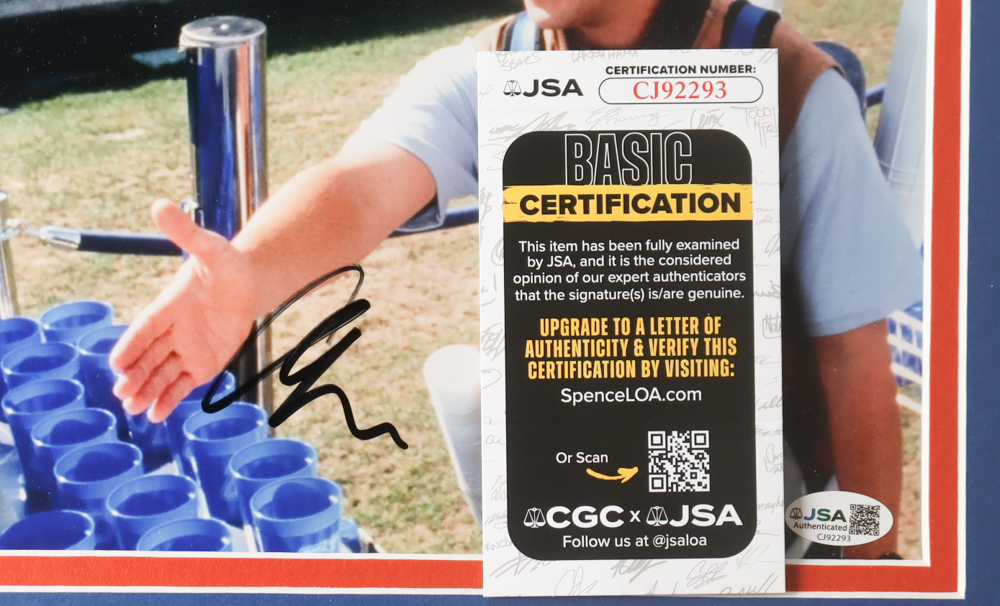 JSA
CERTIFICATION NUMBER:
CJ92293
BASIC
CERTIFICATION
This item has been fully examined
by JSA, and it is the considered
opinion of our expert authenticators
that the signature(s) is/are genuine.
UPGRADE TO A LETTER OF
AUTHENTICITY & VERIFY THIS
CERTIFICATION BY VISITING:
SpenceLOA.com
Or Scan
CGC x JSA
Follow us at @jsaloa
JSA
Authenticated
CJ92293